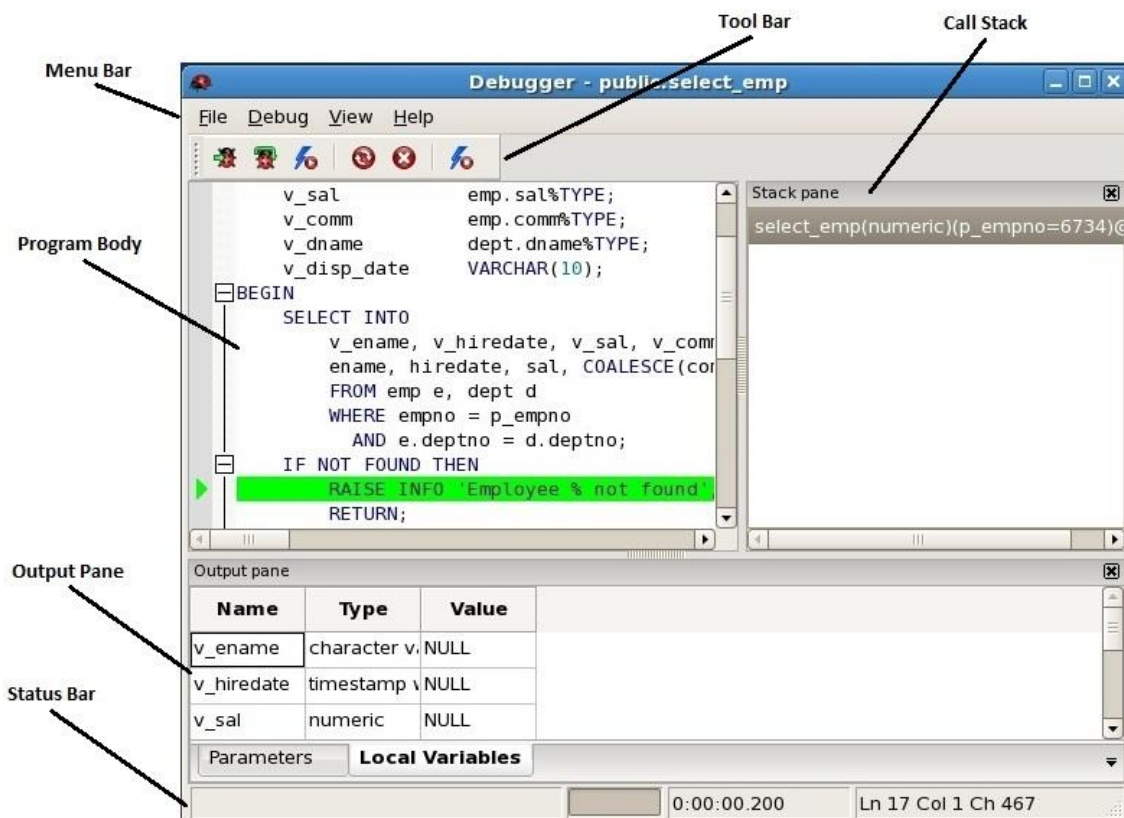 Tool Bar
Call Stack
Menu Bar
Debugger - public.select_emp
File Debug View Help
Program Body
v_sal emp.sal%TYPE;
v_comm emp.comm%TYPE;
v_dname dept.dname%TYPE;
v_disp_date VARCHAR(10);
BEGIN
SELECT INTO
v_ename, v_hiredate, v_sal, v_comm
ename, hiredate, sal, COALESCE(
FROM emp e, dept d
WHERE empno = p_empno
AND e.deptno = d.deptno;
IF NOT FOUND THEN
RAISE INFO 'Employee % not found',
RETURN;
Stack pane
select_emp(numeric)(p_empno=6734)@
Output Pane
Output pane
Name Type Value
v_ename character NULL
v_hiredate timestamp NULL
v_sal numeric NULL
Parameters Local Variables
Status Bar
0:00:00.200 Ln 17 Col 1 Ch 467